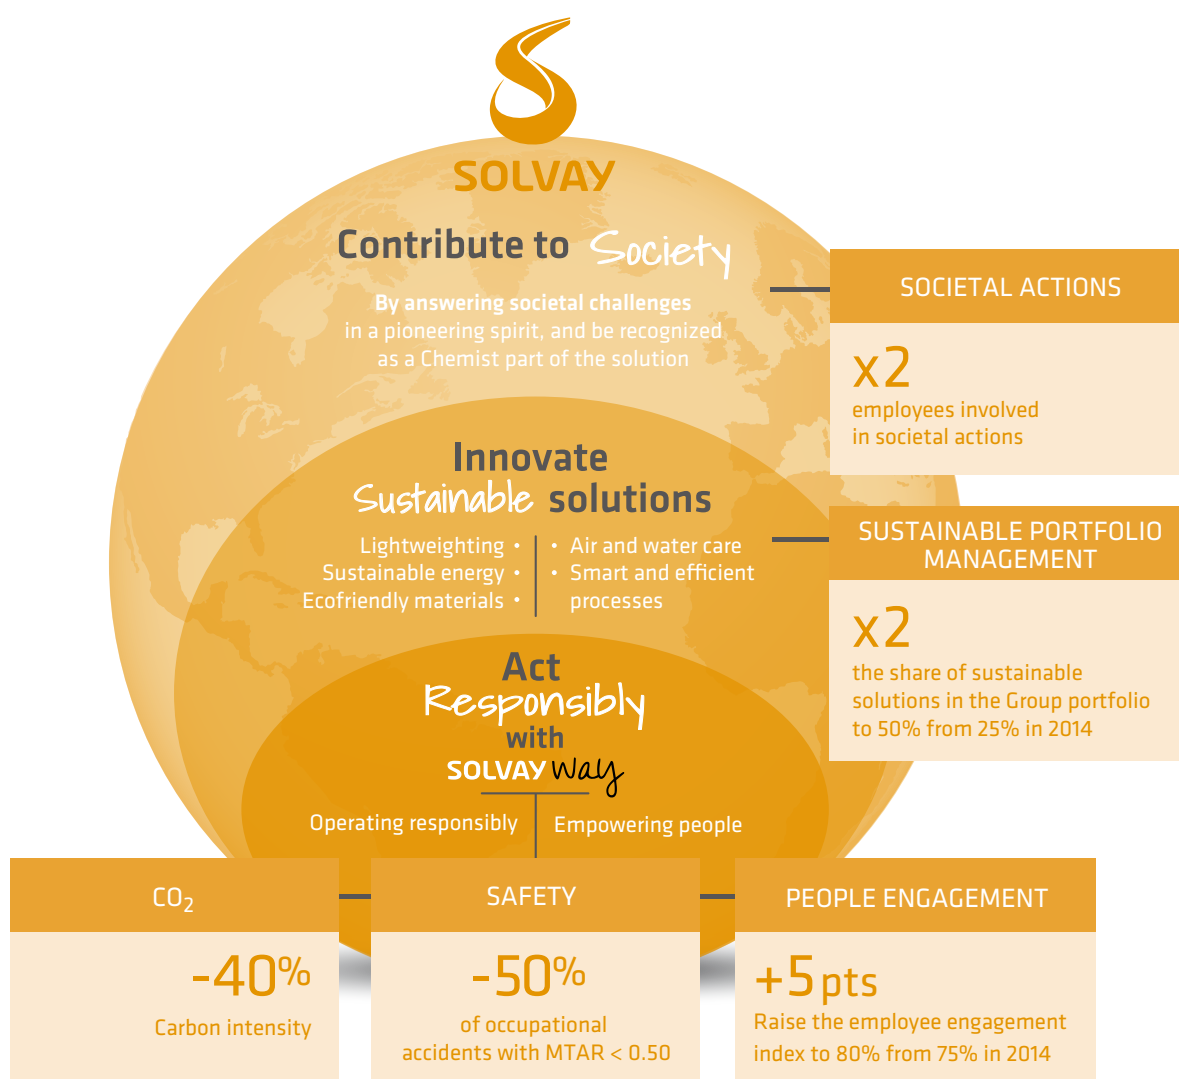 SOLVAY
Contribute to Society
By answering societal challenges
in a pioneering spirit, and be recognized
as a Chemist part of the solution
SOCIETAL ACTIONS
x2
employees involved
in societal actions
Innovate
Sustainable solutions
Lightweighting •
Sustainable energy •
Ecofriendly materials •
• Air and water care
• Smart and efficient
processes
SUSTAINABLE PORTFOLIO
MANAGEMENT
x2
the share of sustainable
solutions in the Group portfolio
to 50% from 25% in 2014
Act
Responsibly
with
SOLVAY way
Operating responsibly
Empowering people
CO₂
-40%
Carbon intensity
SAFETY
-50%
of occupational
accidents with MTAR < 0.50
PEOPLE ENGAGEMENT
+5 pts
Raise the employee engagement
index to 80% from 75% in 2014